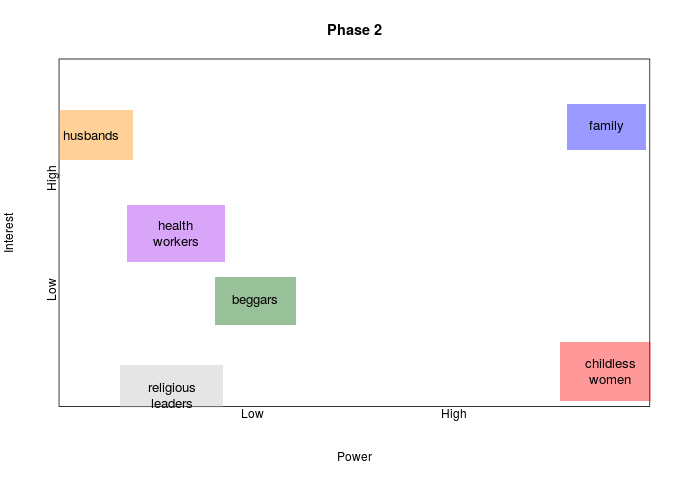 Phase 2
husbands
family
High
health
workers
Interest
Low
beggars
childless
women
religious
leaders
Low
High
Power